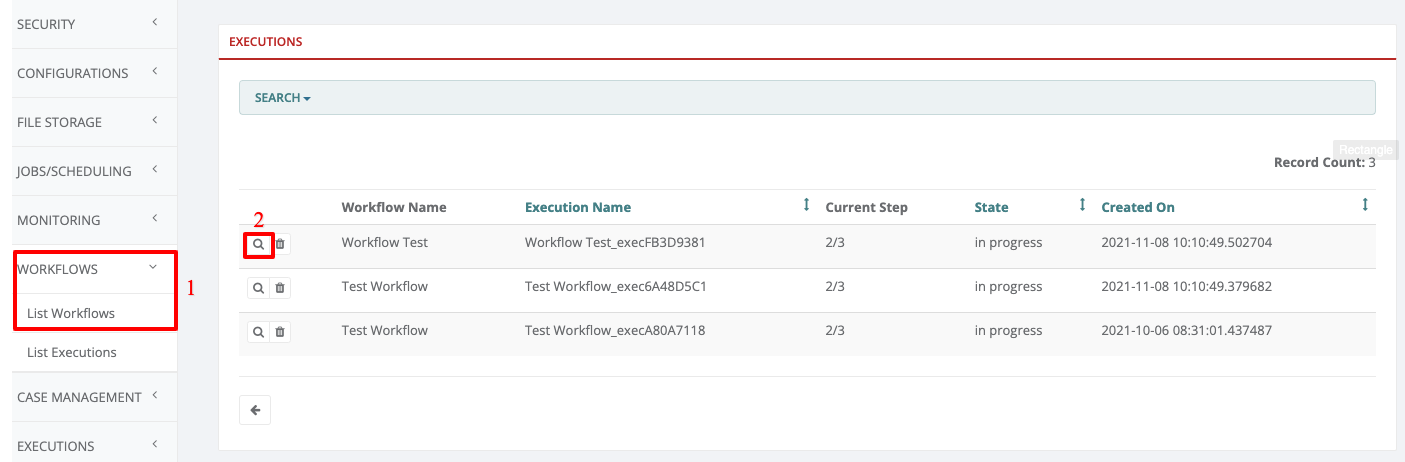 SECURITY
CONFIGURATIONS
FILE STORAGE
JOBS/SCHEDULING
MONITORING
WORKFLOWS
List Workflows
1
List Executions
CASE MANAGEMENT
EXECUTIONS
EXECUTIONS
SEARCH
Rectangle
Record Count: 3
Workflow Name Execution Name Current Step State Created On
2
Workflow Test Workflow Test_execFB3D9381 2/3 in progress 2021-11-08 10:10:49.502704
Test Workflow Test Workflow_exec6A48D5C1 2/3 in progress 2021-11-08 10:10:49.379682
Test Workflow Test Workflow_execA80A7118 2/3 in progress 2021-10-06 08:31:01.437487